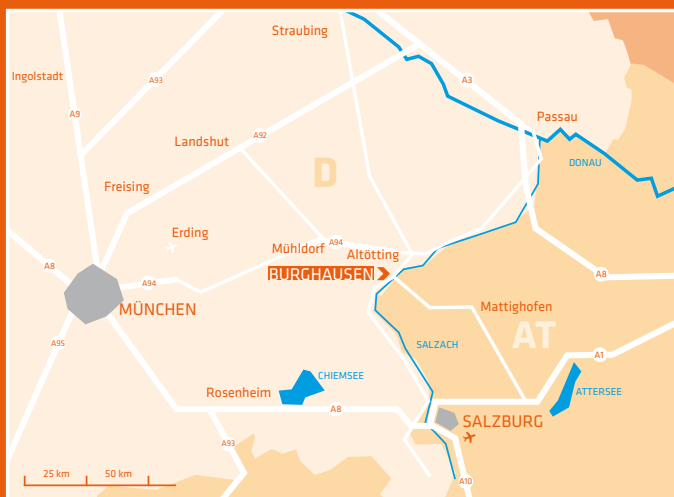 Straubing
Ingolstadt
A93
A3
A9
Passau
A92
Landshut
DONAU
D
Freising
Erding
A94
Mühldorf
Altötting
A8
BURGHAUSEN
A8
A94
Mattighofen
MÜNCHEN
AT
A95
SALZACH
A1
CHIEMSEE
Rosenheim
ATTERSEE
A8
SALZBURG
A93
25 km
50 km
A10